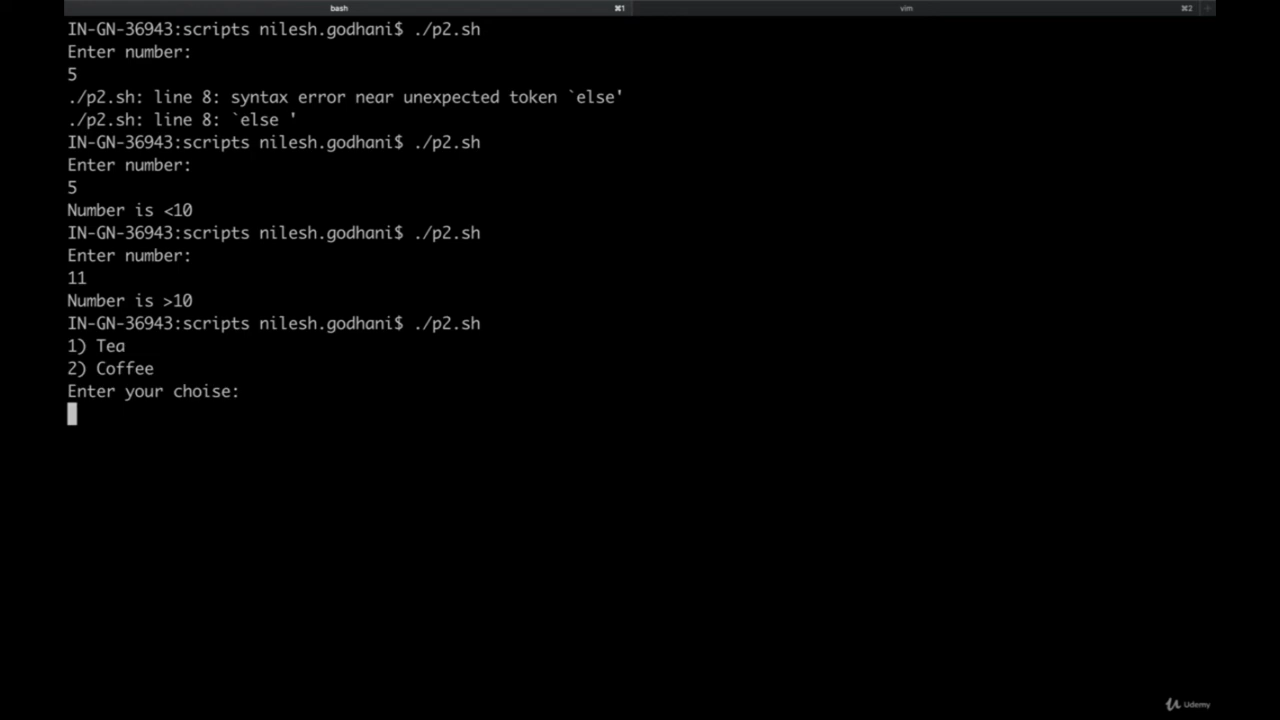 bash ⌘1 vim ⌘2
IN-GN-36943:scripts nilesh.godhani$ ./p2.sh
Enter number:
5
./p2.sh: line 8: syntax error near unexpected token `else'
./p2.sh: line 8: `else '
IN-GN-36943:scripts nilesh.godhani$ ./p2.sh
Enter number:
5
Number is <10
IN-GN-36943:scripts nilesh.godhani$ ./p2.sh
Enter number:
11
Number is >10
IN-GN-36943:scripts nilesh.godhani$ ./p2.sh
1) Tea
2) Coffee
Enter your choise:
Udemy